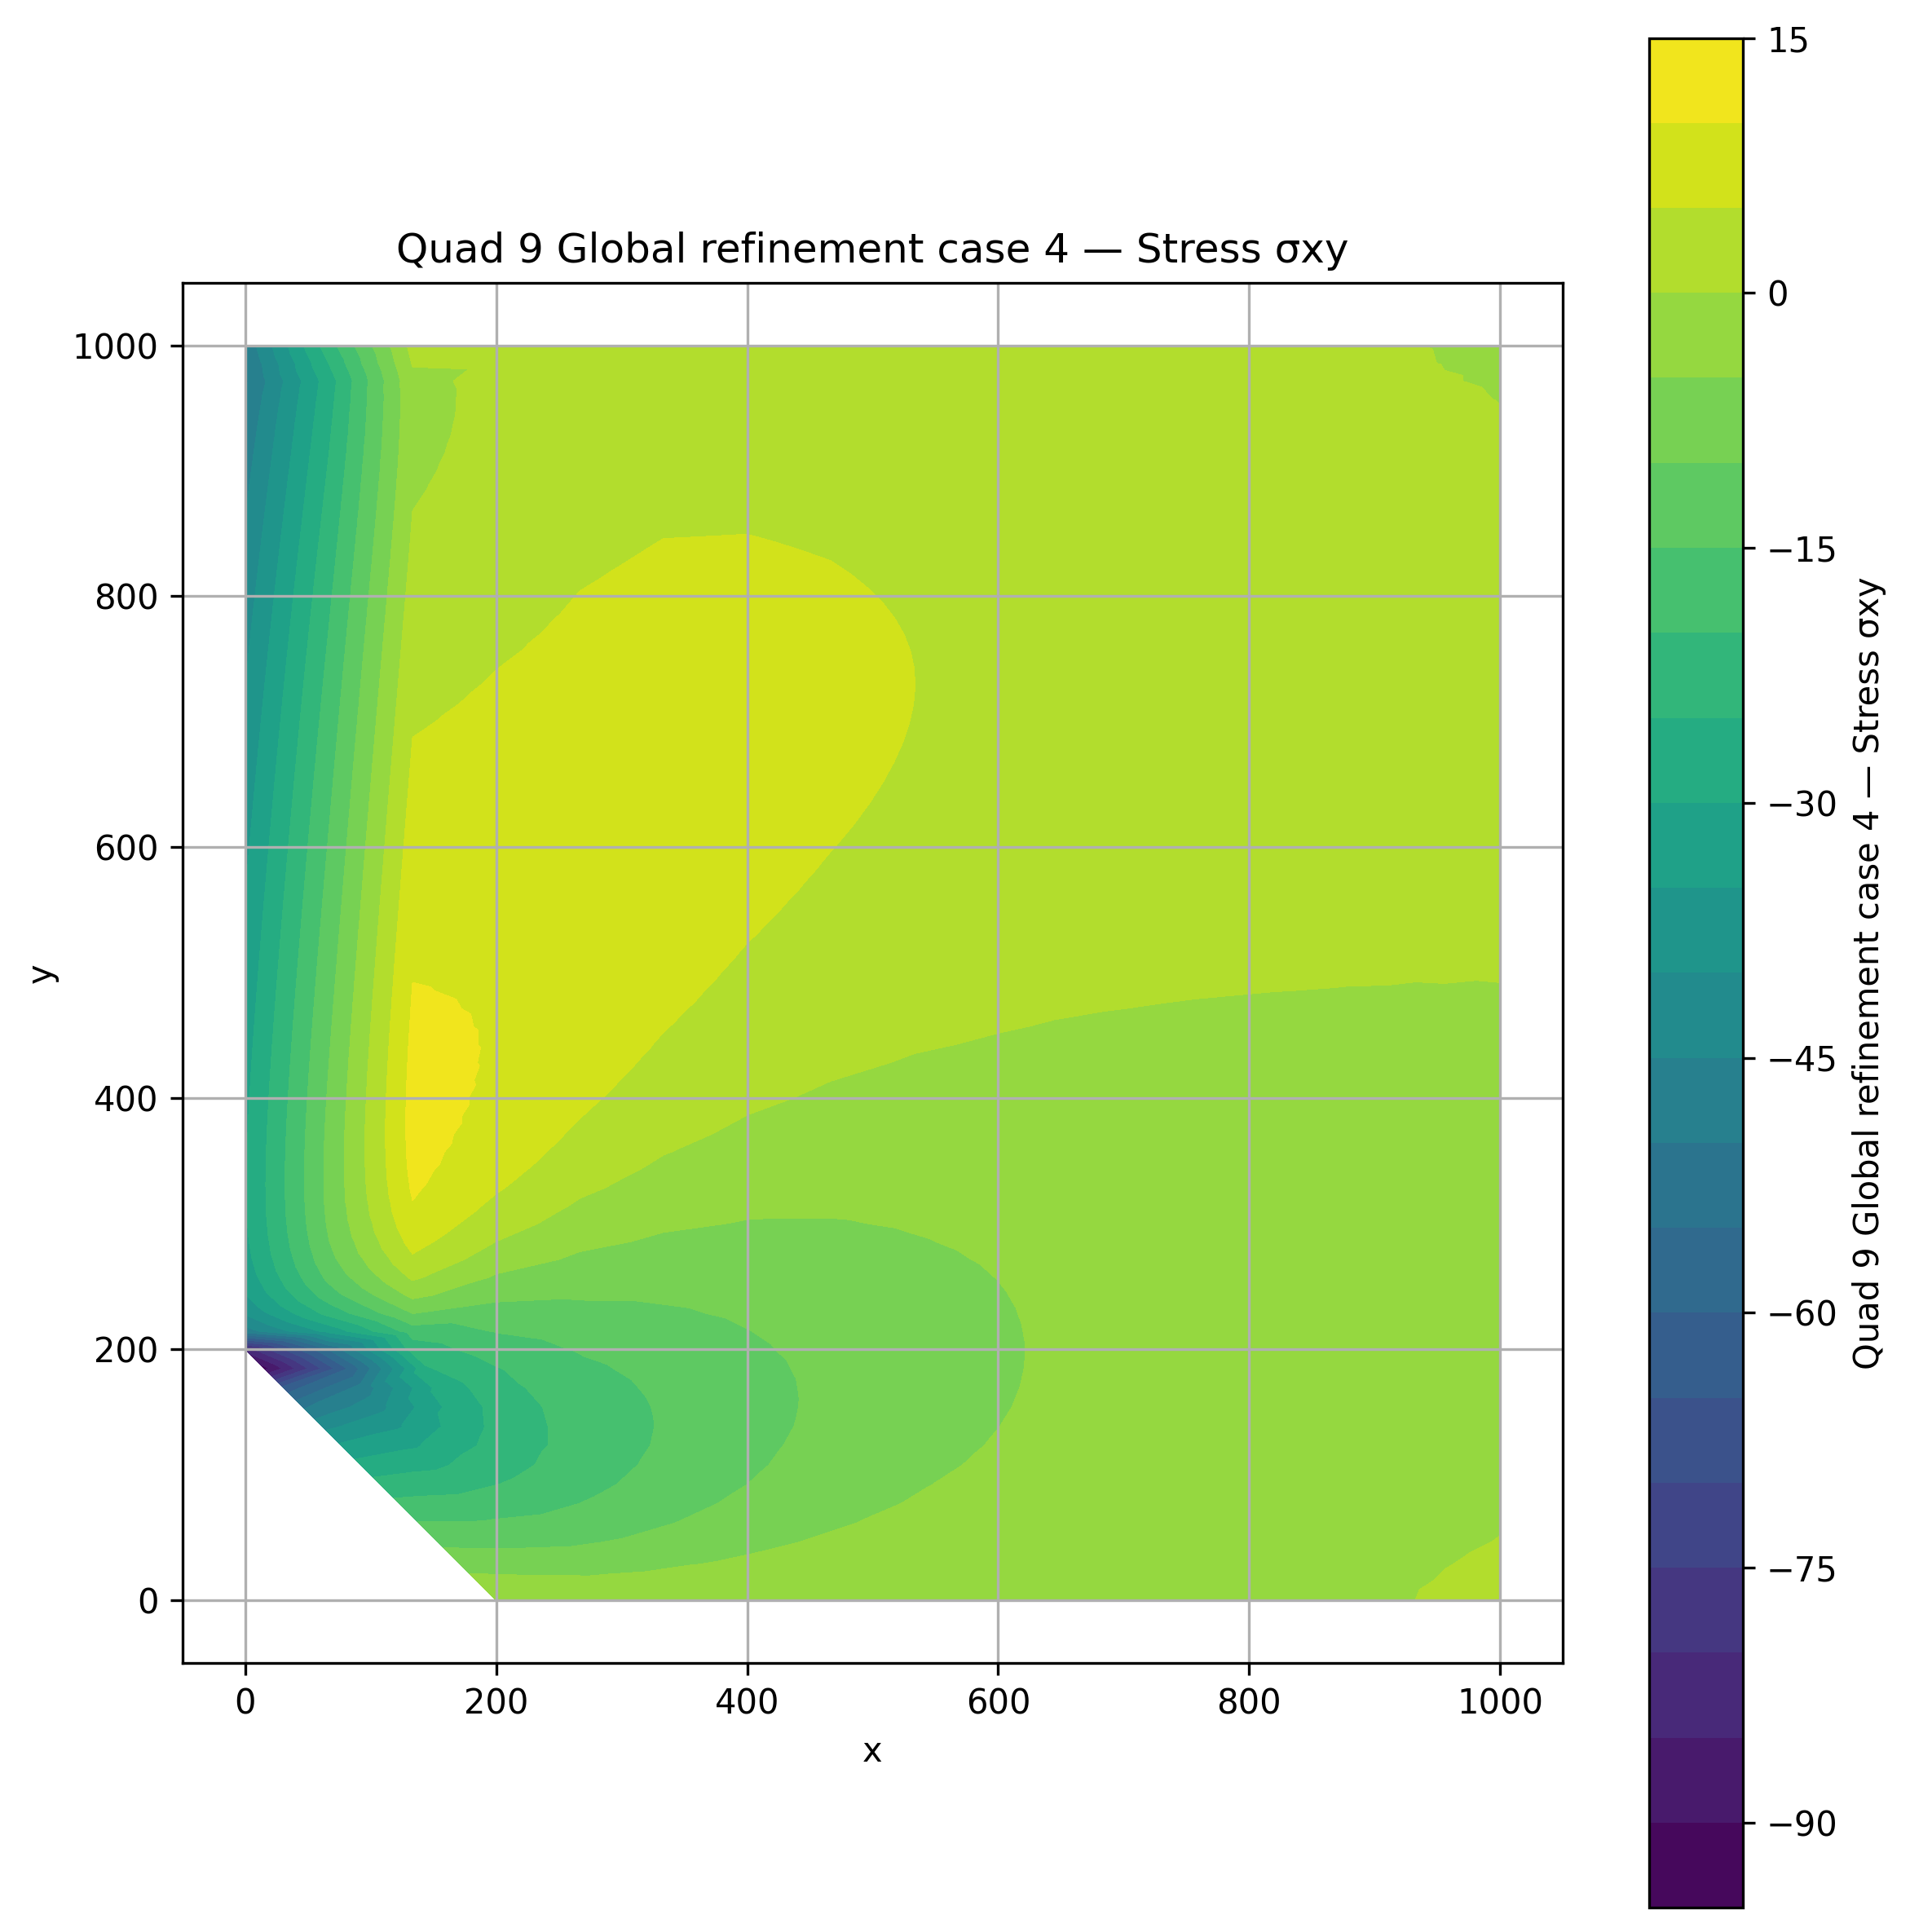 Quad 9 Global refinement case 4 — Stress σxy
y
1000
800
600
400
200
0
0 200 400 600 800 1000
x
15
0
−15
−30
−45
−60
−75
−90
Quad 9 Global refinement case 4 — Stress σxy